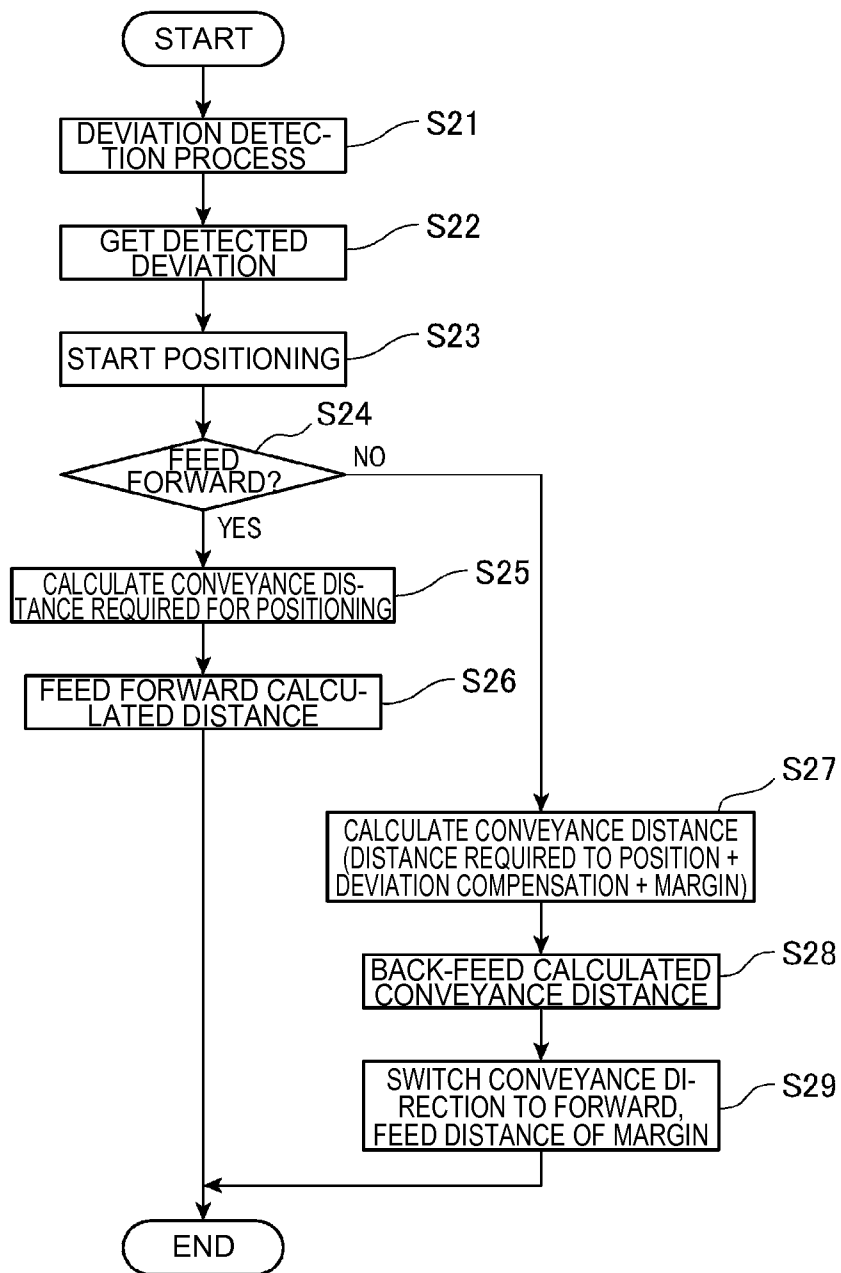 START
DEVIATION DETEC-
TION PROCESS
S21
GET DETECTED
DEVIATION
S22
START POSITIONING
S23
S24
FEED
FORWARD?
NO
YES
CALCULATE CONVEYANCE DIS-
TANCE REQUIRED FOR POSITIONING
S25
FEED FORWARD CALCU-
LATED DISTANCE
S26
S27
CALCULATE CONVEYANCE DISTANCE
(DISTANCE REQUIRED TO POSITION +
DEVIATION COMPENSATION + MARGIN)
BACK-FEED CALCULATED
CONVEYANCE DISTANCE
S28
SWITCH CONVEYANCE DI-
RECTION TO FORWARD,
FEED DISTANCE OF MARGIN
S29
END